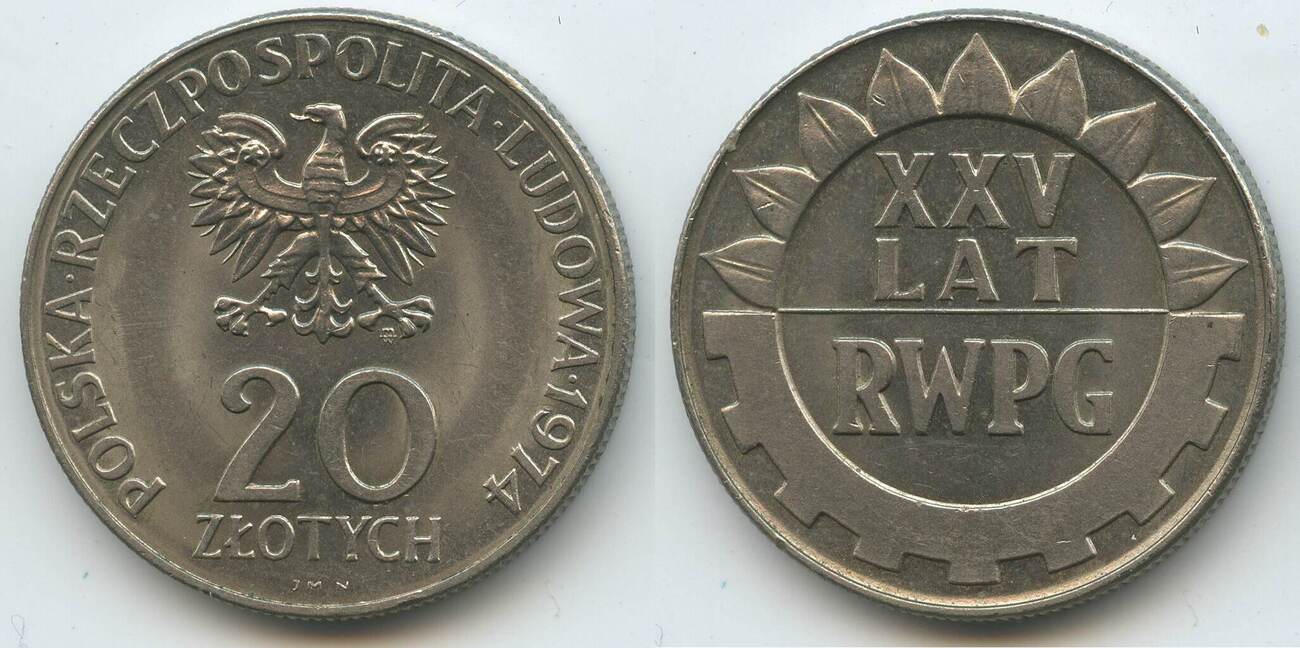 POLSKA·RZECZPOSPOLITA·LUDOWA·1974
20
ZŁOTYCH
JMN
XXV
LAT
RWPG